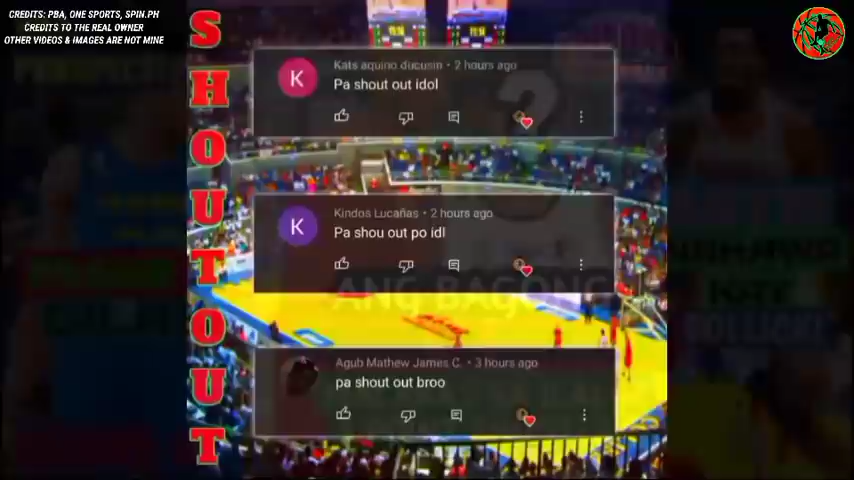 CREDITS: PBA, ONE SPORTS, SPIN.PH
CREDITS TO THE REAL OWNER
OTHER VIDEOS & IMAGES ARE NOT MINE
SHOUTOUT
Kats aquino ducusin • 2 hours ago
Pa shout out idol
Kindos Lucañas • 2 hours ago
Pa shou out po idl
ANG BAGONG
Agub Mathew James C. • 3 hours ago
pa shout out broo